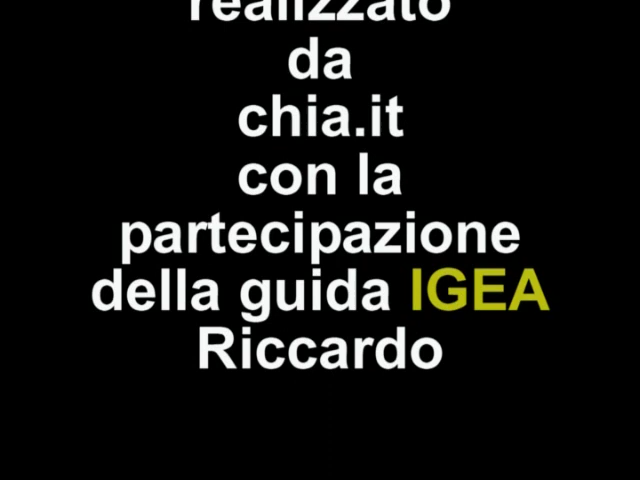 realizzato
da
chia.it
con la
partecipazione
della guida IGEA
Riccardo